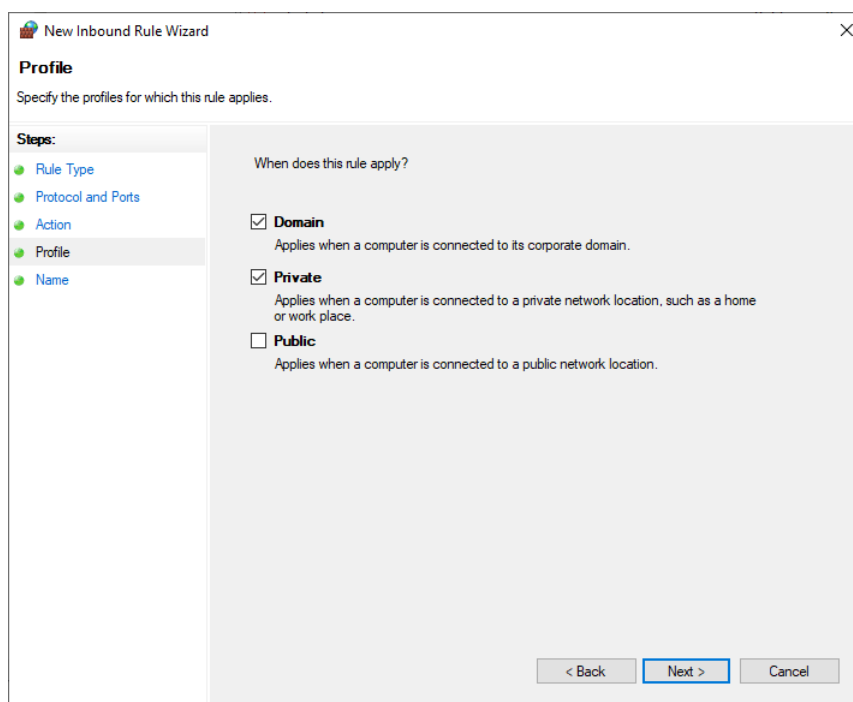 New Inbound Rule Wizard
Profile
Specify the profiles for which this rule applies.
Steps:
Rule Type
Protocol and Ports
Action
Profile
Name
When does this rule apply?
Domain
Applies when a computer is connected to its corporate domain.
Private
Applies when a computer is connected to a private network location, such as a home
or work place.
Public
Applies when a computer is connected to a public network location.
< Back
Next >
Cancel